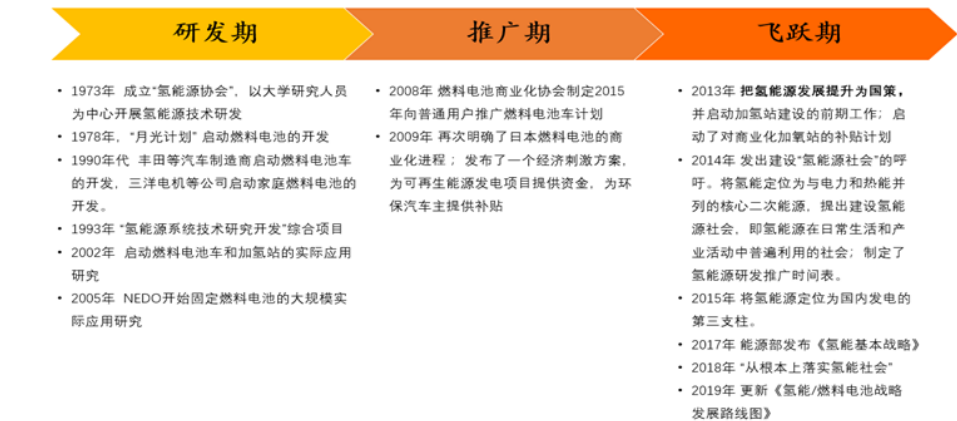 研发期
推广期
飞跃期
• 1973年 成立“氢能源协会”，以大学研究人员
为中心开展氢能源技术研发
• 1978年，“月光计划” 启动燃料电池的开发
• 1990年代 丰田等汽车制造商启动燃料电池车
的开发，三洋电机等公司启动家庭燃料电池的
开发。
• 1993年 “氢能源系统技术研究开发”综合项目
• 2002年 启动燃料电池车和加氢站的实际应用
研究
• 2005年 NEDO开始固定燃料电池的大规模实
际应用研究
• 2008年 燃料电池商业化协会制定2015
年向普通用户推广燃料电池车计划
• 2009年 再次明确了日本燃料电池的商
业化进程 ；发布了一个经济刺激方案，
为可再生能源发电项目提供资金，为环
保汽车主提供补贴
• 2013年 把氢能源发展提升为国策，
并启动加氢站建设的前期工作；启
动了对商业化加氧站的补贴计划
• 2014年 发出建设“氢能源社会”的呼
吁。将氢能定位为与电力和热能并
列的核心二次能源，提出建设氢能
源社会，即氢能源在日常生活和产
业活动中普遍利用的社会；制定了
氢能源研发推广时间表。
• 2015年 将氢能源定位为国内发电的
第三支柱。
• 2017年 能源部发布《氢能基本战略》
• 2018年 “从根本上落实氢能社会”
• 2019年 更新《氢能/燃料电池战略
发展路线图》